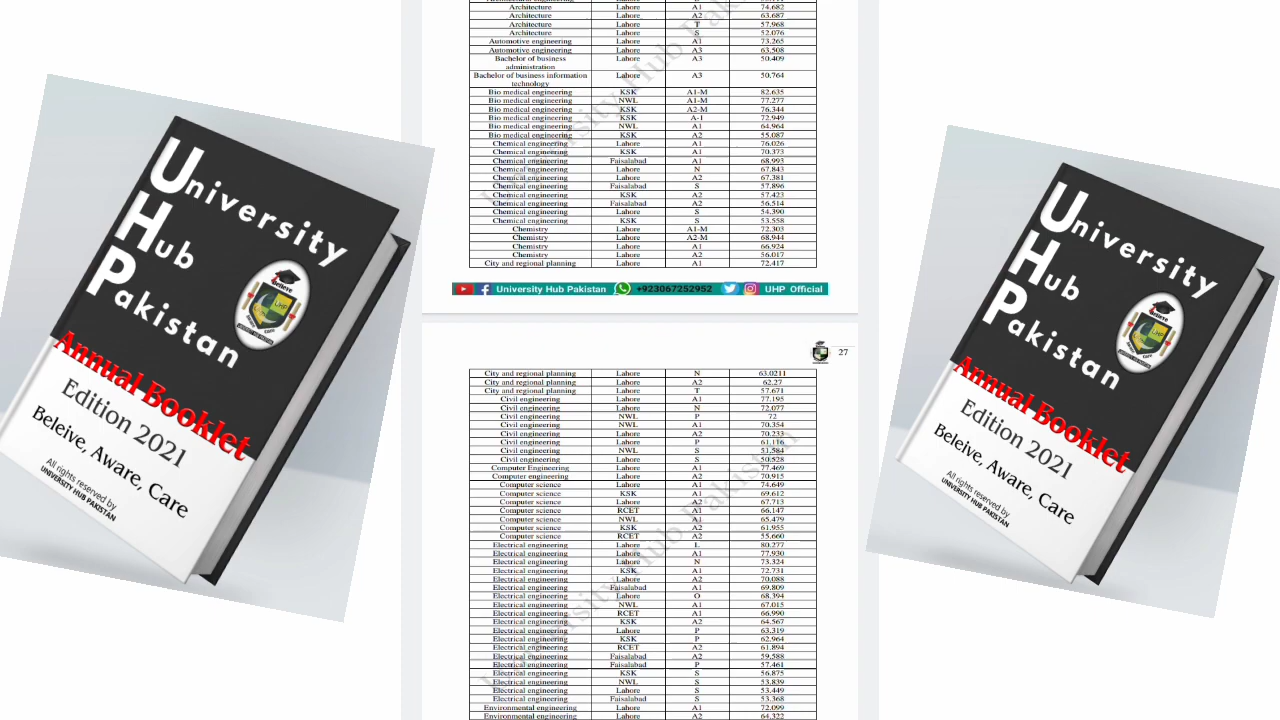 University
Hub
Pakistan
Annual Booklet
Edition 2021
Beleive, Aware, Care
All rights reserved by
UNIVERSITY HUB PAKISTAN
Architecture Lahore A1 74.682
Architecture Lahore A2 63.687
Architecture Lahore T 57.968
Architecture Lahore S 52.076
Automotive engineering Lahore A1 73.265
Automotive engineering Lahore A3 63.508
Bachelor of business administration Lahore A3 50.409
Bachelor of business information technology Lahore A3 50.764
Bio medical engineering KSK A1-M 82.635
Bio medical engineering NWL A1-M 77.277
Bio medical engineering KSK A2-M 76.344
Bio medical engineering KSK A-1 72.949
Bio medical engineering NWL A1 64.964
Bio medical engineering KSK A2 55.087
Chemical engineering Lahore A1 76.026
Chemical engineering KSK A1 70.373
Chemical engineering Faisalabad A1 68.993
Chemical engineering Lahore N 67.843
Chemical engineering Lahore A2 67.381
Chemical engineering Faisalabad S 57.896
Chemical engineering KSK A2 57.423
Chemical engineering Faisalabad A2 56.514
Chemical engineering Lahore S 54.390
Chemical engineering KSK S 53.558
Chemistry Lahore A1-M 72.303
Chemistry Lahore A2-M 68.944
Chemistry Lahore A1 66.924
Chemistry Lahore A2 56.017
City and regional planning Lahore A1 72.417
University Hub Pakistan +923067252952 UHP Official
27
City and regional planning Lahore N 63.0211
City and regional planning Lahore A2 62.27
City and regional planning Lahore T 57.671
Civil engineering Lahore A1 77.195
Civil engineering Lahore N 72.077
Civil engineering NWL P 72
Civil engineering NWL A1 70.354
Civil engineering Lahore A2 70.233
Civil engineering Lahore P 61.116
Civil engineering NWL S 51.584
Civil engineering Lahore S 50.528
Computer Engineering Lahore A1 77.469
Computer engineering Lahore A2 70.915
Computer science Lahore A1 74.649
Computer science KSK A1 69.612
Computer science Lahore A2 67.713
Computer science RCET A1 66.147
Computer science NWL A1 65.479
Computer science KSK A2 61.955
Computer science RCET A2 55.660
Electrical engineering Lahore L 80.277
Electrical engineering Lahore A1 77.930
Electrical engineering Lahore N 73.324
Electrical engineering KSK A1 72.731
Electrical engineering Lahore A2 70.088
Electrical engineering Faisalabad A1 69.809
Electrical engineering Lahore O 68.394
Electrical engineering NWL A1 67.015
Electrical engineering RCET A1 66.990
Electrical engineering KSK A2 64.567
Electrical engineering Lahore P 63.319
Electrical engineering KSK P 62.964
Electrical engineering RCET A2 61.894
Electrical engineering Faisalabad A2 59.588
Electrical engineering Faisalabad P 57.461
Electrical engineering KSK S 56.875
Electrical engineering NWL S 53.839
Electrical engineering Lahore S 53.449
Electrical engineering Faisalabad S 53.368
Environmental engineering Lahore A1 72.099
Environmental engineering Lahore A2 64.322
University
Hub
Pakistan
Annual Booklet
Edition 2021
Beleive, Aware, Care
All rights reserved by
UNIVERSITY HUB PAKISTAN